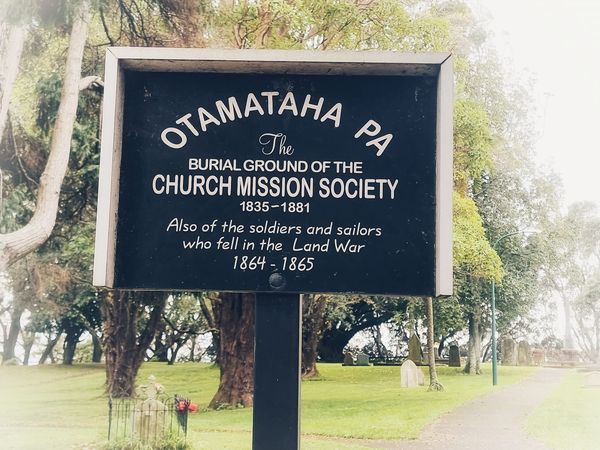 OTAMATAHA PA
The
BURIAL GROUND OF THE
CHURCH MISSION SOCIETY
1835-1881
Also of the soldiers and sailors
who fell in the Land War
1864 - 1865